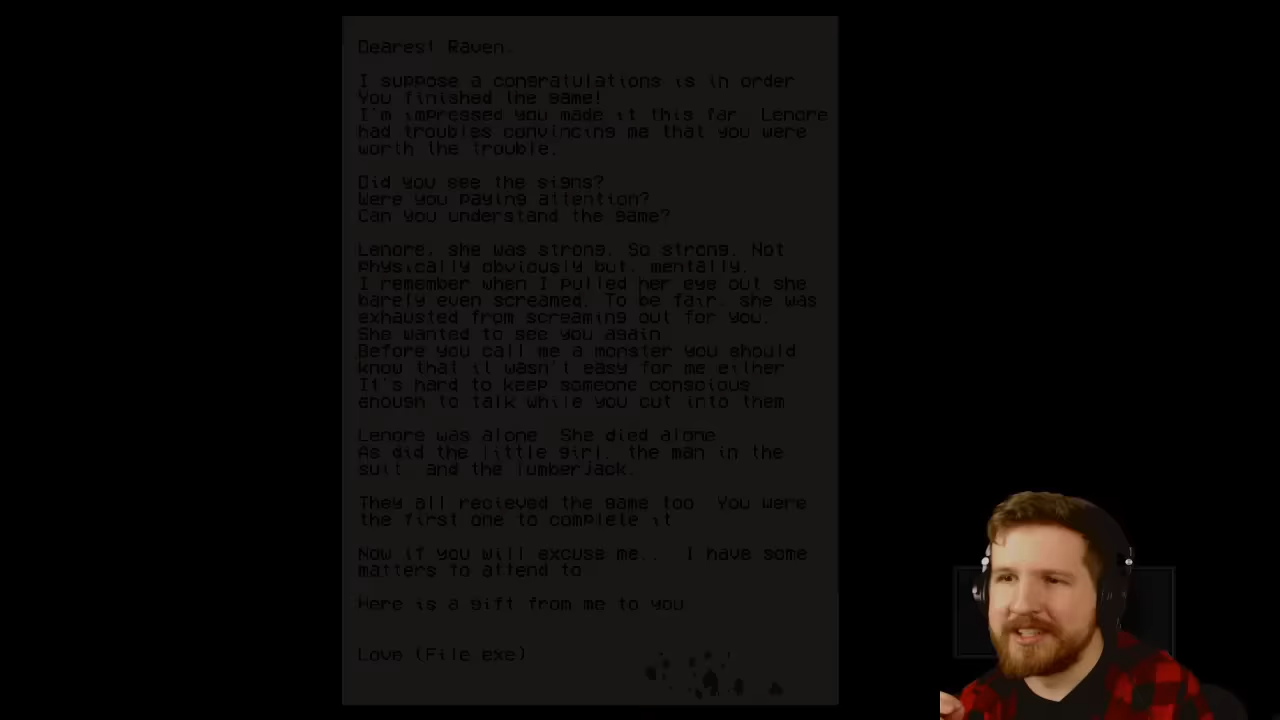 Dearest Raven.
I suppose a congratulations is in order
You finished the game!
I'm impressed you made it this far. Lenore
had troubles convincing me that you were
worth the trouble.
Did you see the signs?
Were you paying attention?
Can you understand the game?
Lenore, she was strong. So strong. Not
physically obviously but, mentally.
I remember when I pulled her eye out she
barely even screamed. To be fair, she was
exhausted from screaming out for you.
She wanted to see you again
Before you call me a monster you should
know that it wasn't easy for me either
It's hard to keep someone conscious
enough to talk while you cut into them
Lenore was alone. She died alone
As did the little girl, the man in the
suit, and the lumberjack.
They all recieved the game too. You were
the first one to complete it
Now if you will excuse me... I have some
matters to attend to
Here is a gift from me to you
Love (File exe)